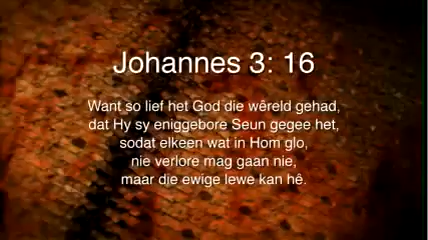 Johannes 3: 16
Want so lief het God die wêreld gehad,
dat Hy sy eniggebore Seun gegee het,
sodat elkeen wat in Hom glo,
nie verlore mag gaan nie,
maar die ewige lewe kan hê.